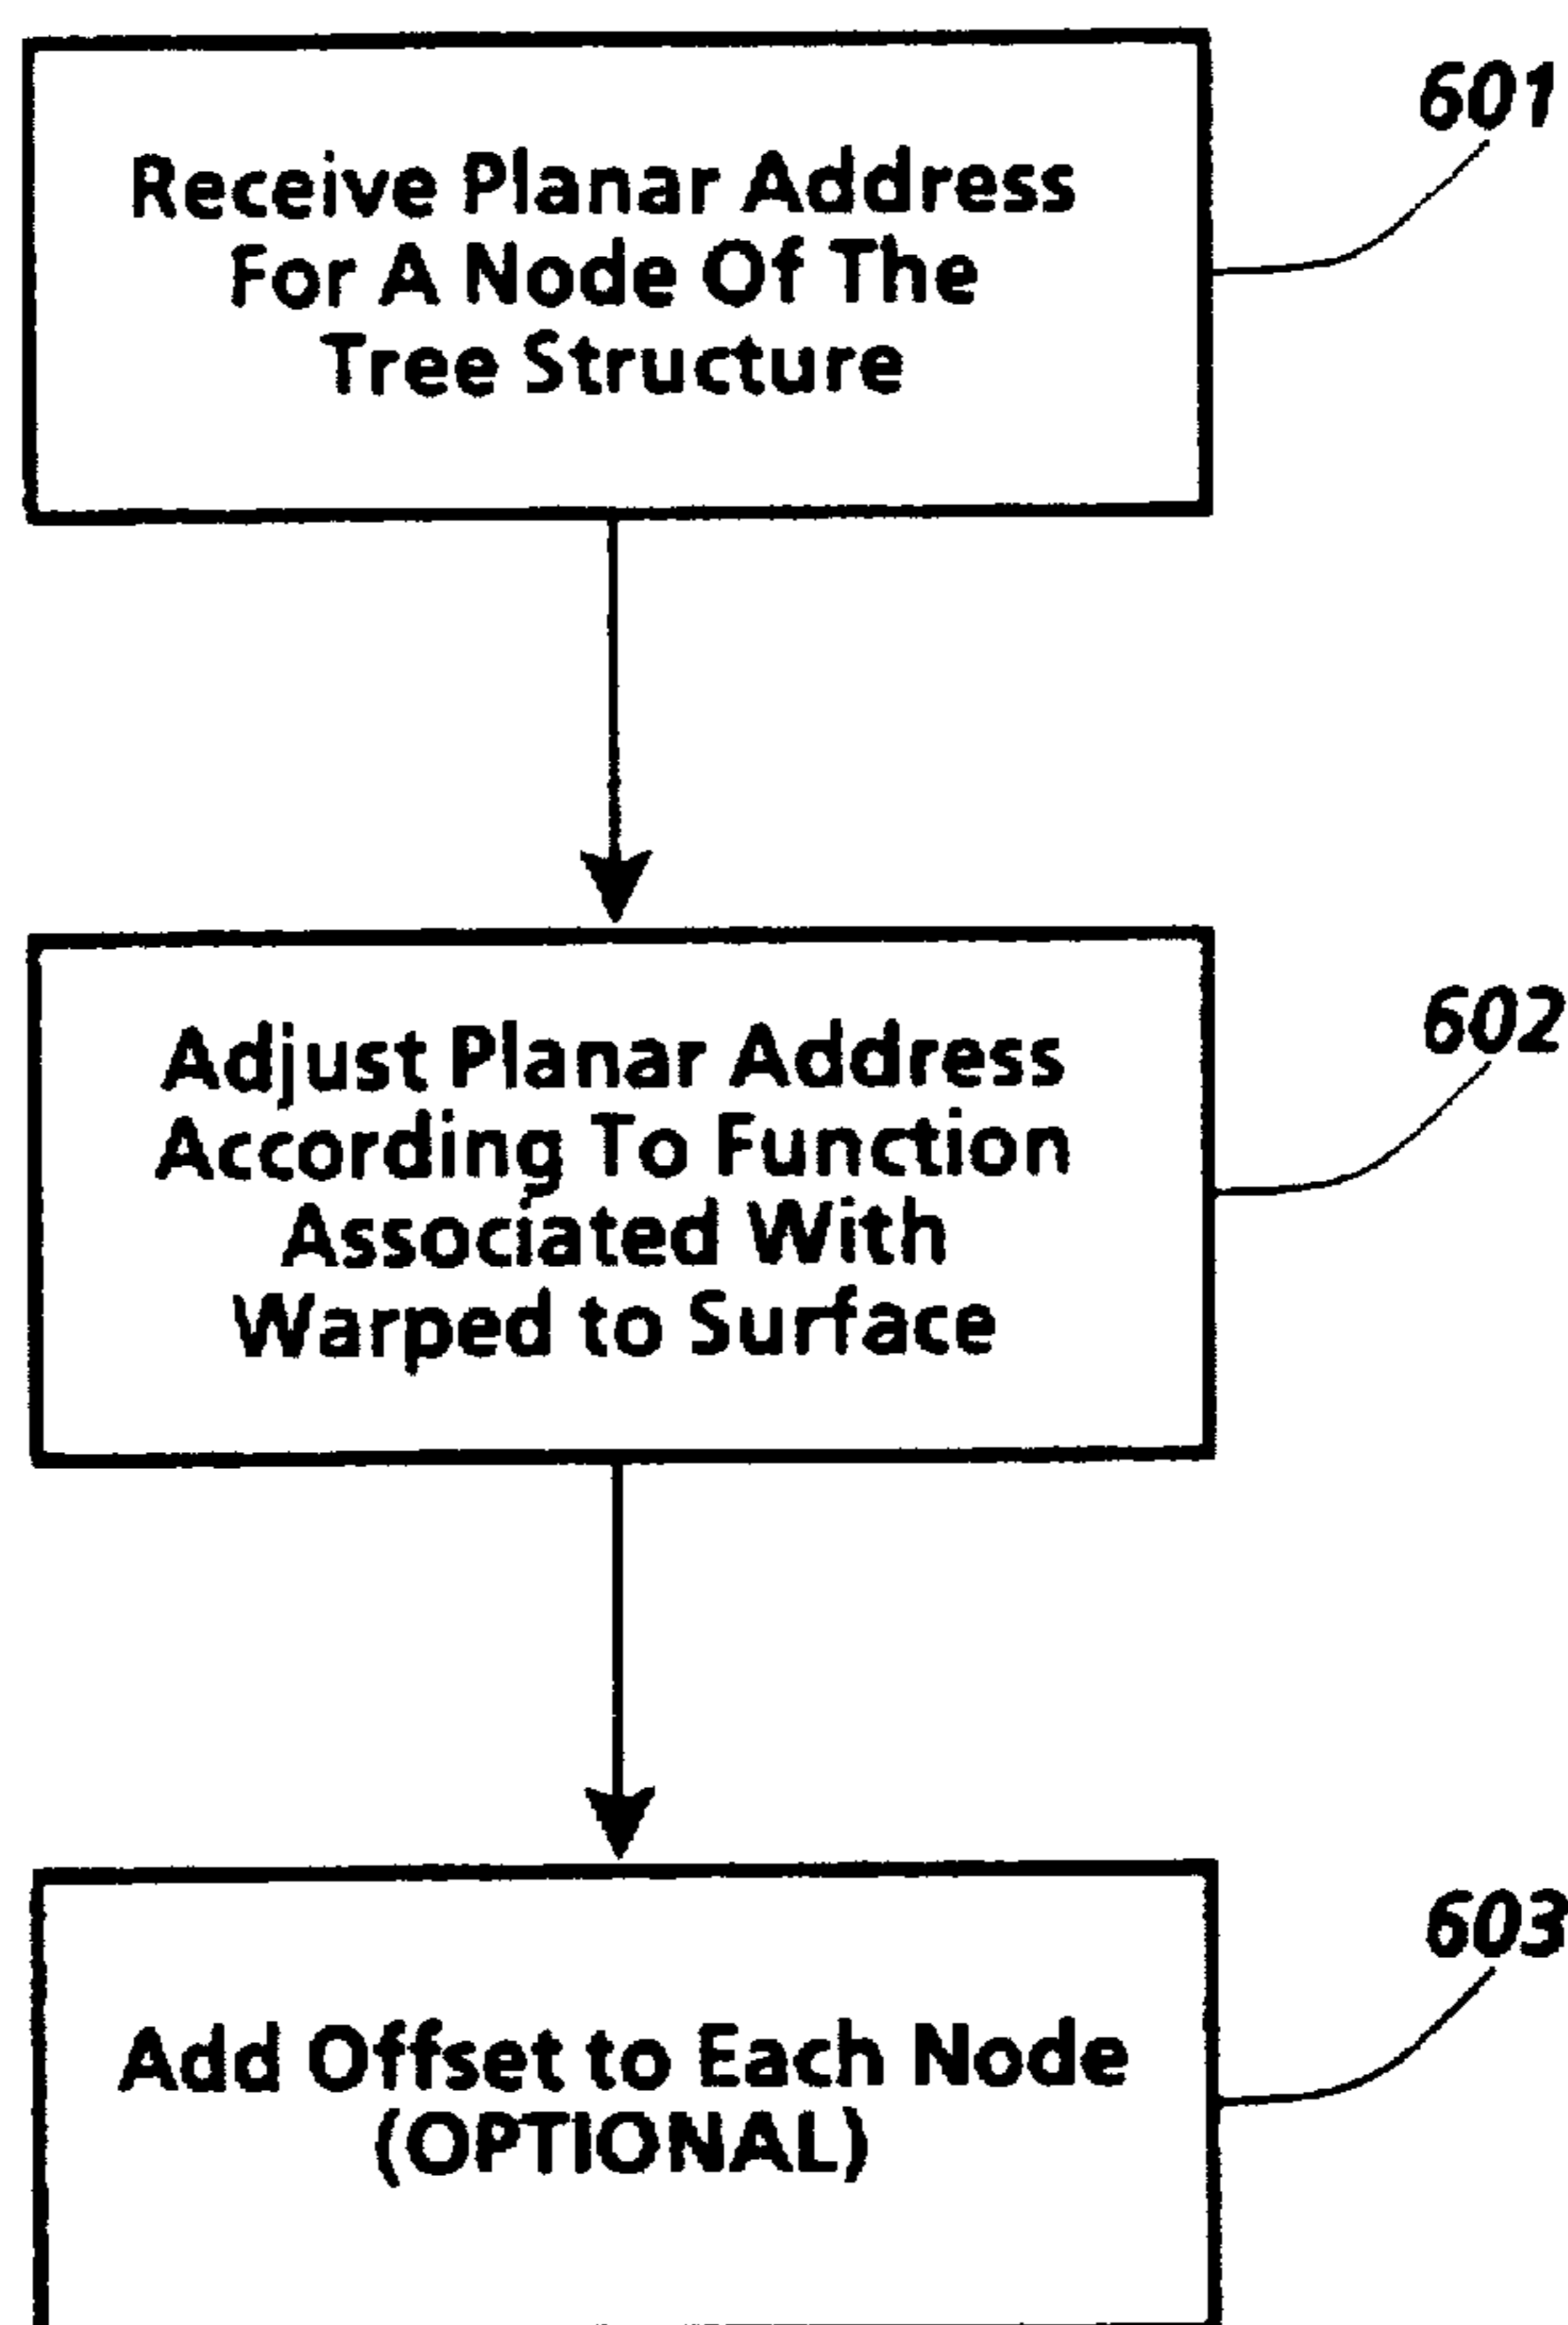 601
Receive Planar Address
For A Node Of The
Tree Structure
602
Adjust Planar Address
According To Function
Associated With
Warped to Surface
603
Add Offset to Each Node
(OPTIONAL)